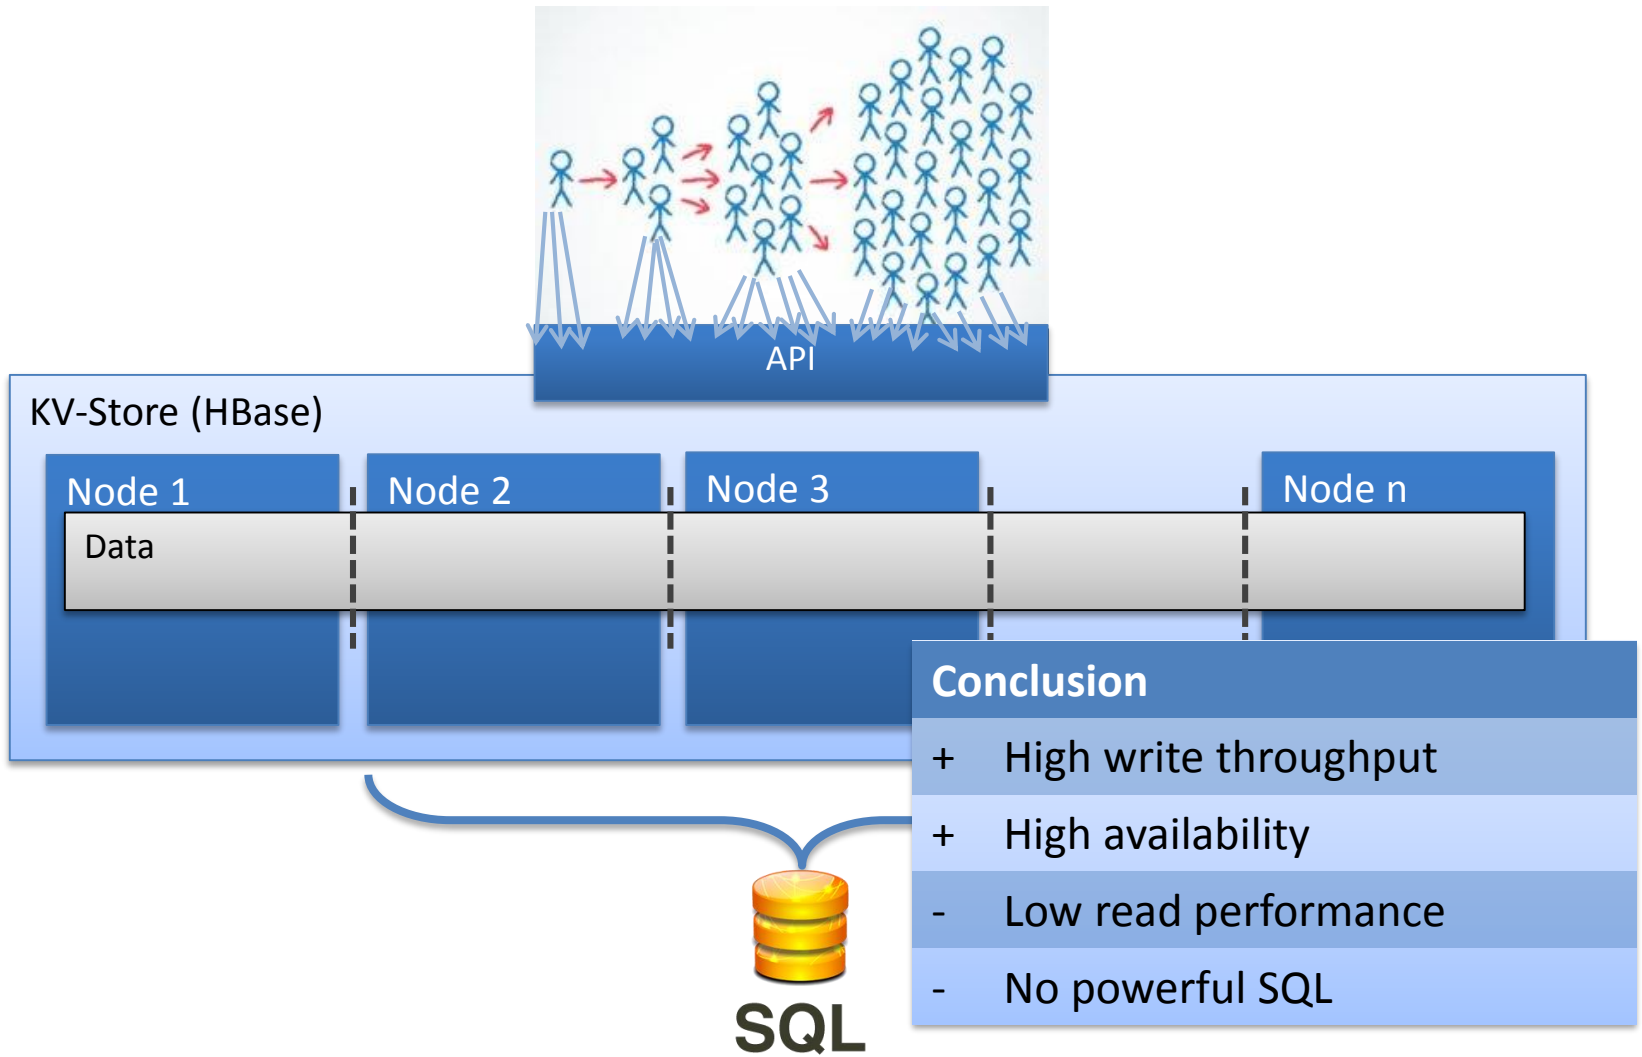 API
KV-Store (HBase)
Node 1
Node 2
Node 3
Node n
Data
Conclusion
+ High write throughput
+ High availability
- Low read performance
- No powerful SQL
SQL